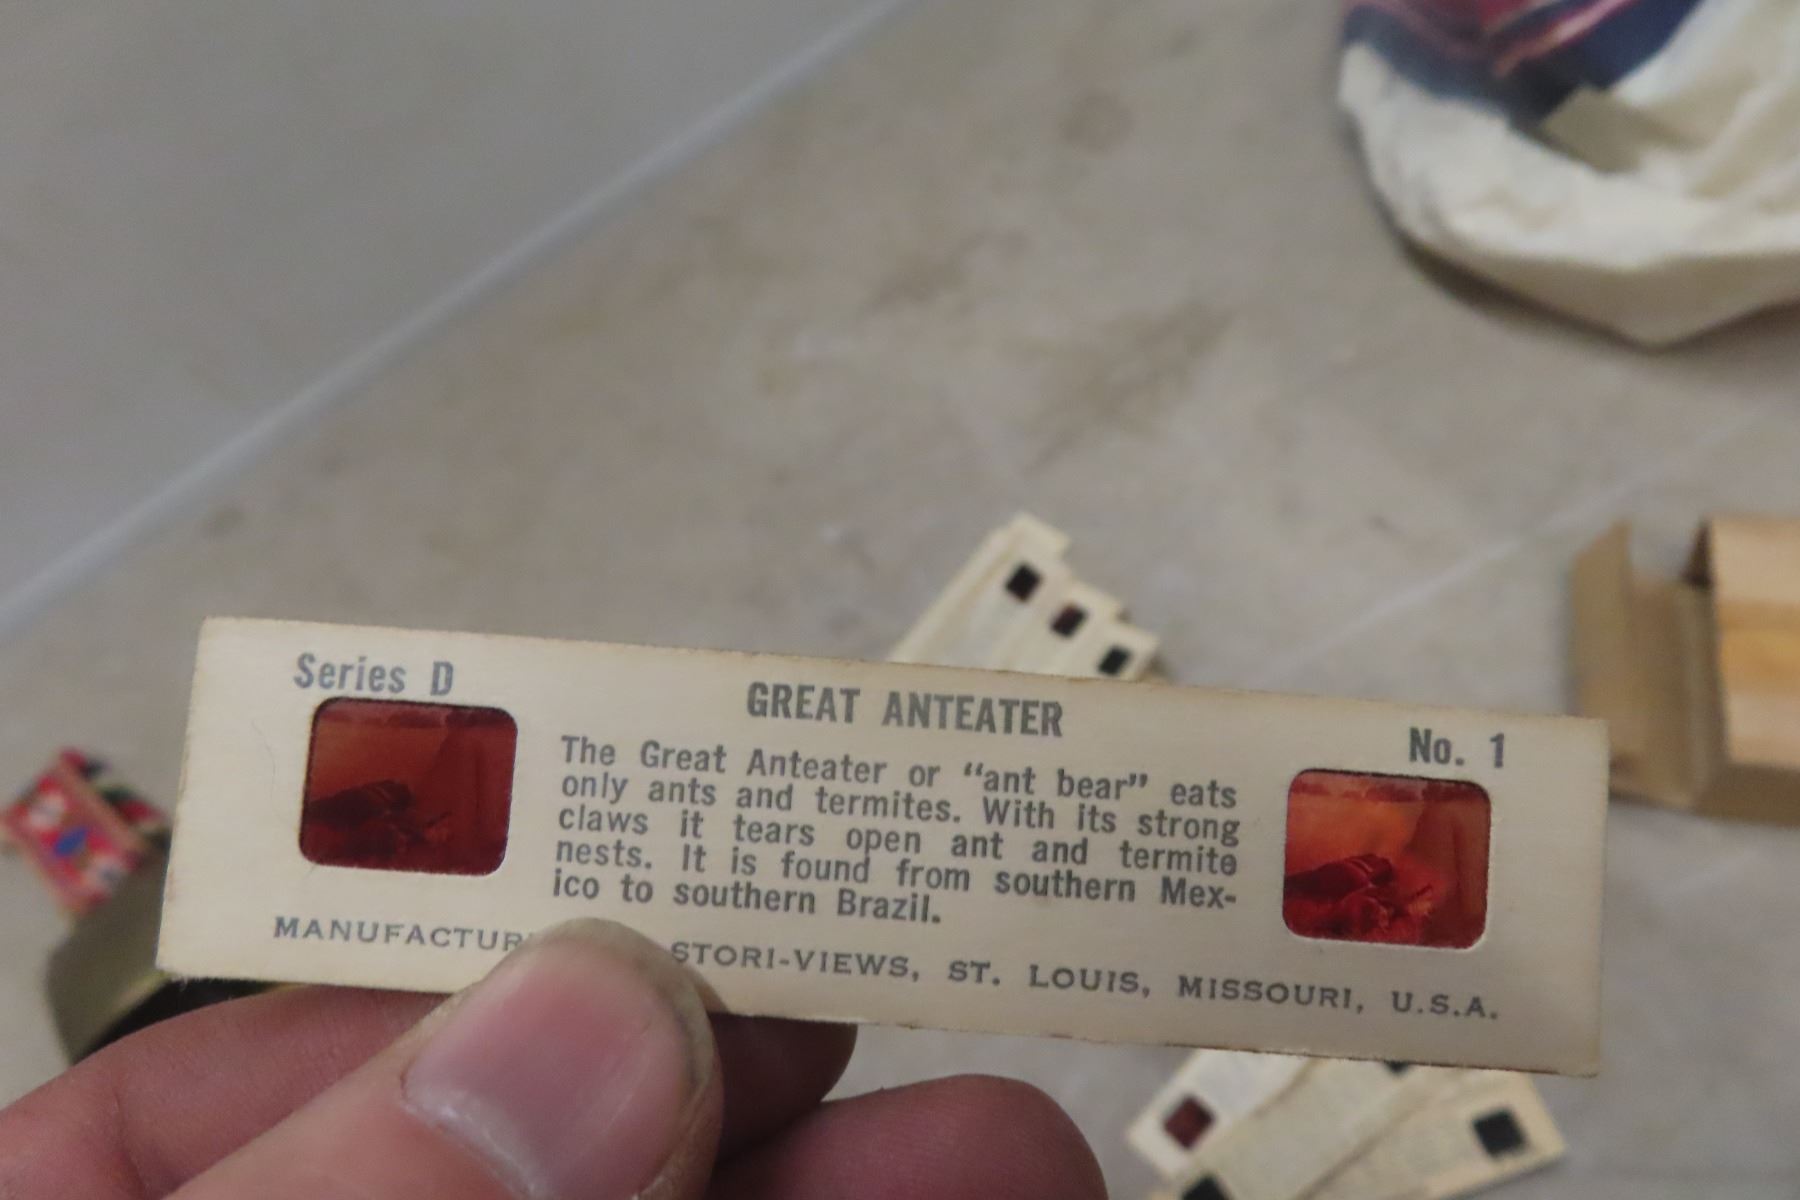 Series D
GREAT ANTEATER
No. 1
The Great Anteater or “ant bear” eats
only ants and termites. With its strong
claws it tears open ant and termite
nests. It is found from southern Mex-
ico to southern Brazil.
STORI-VIEWS, ST. LOUIS, MISSOURI, U.S.A.